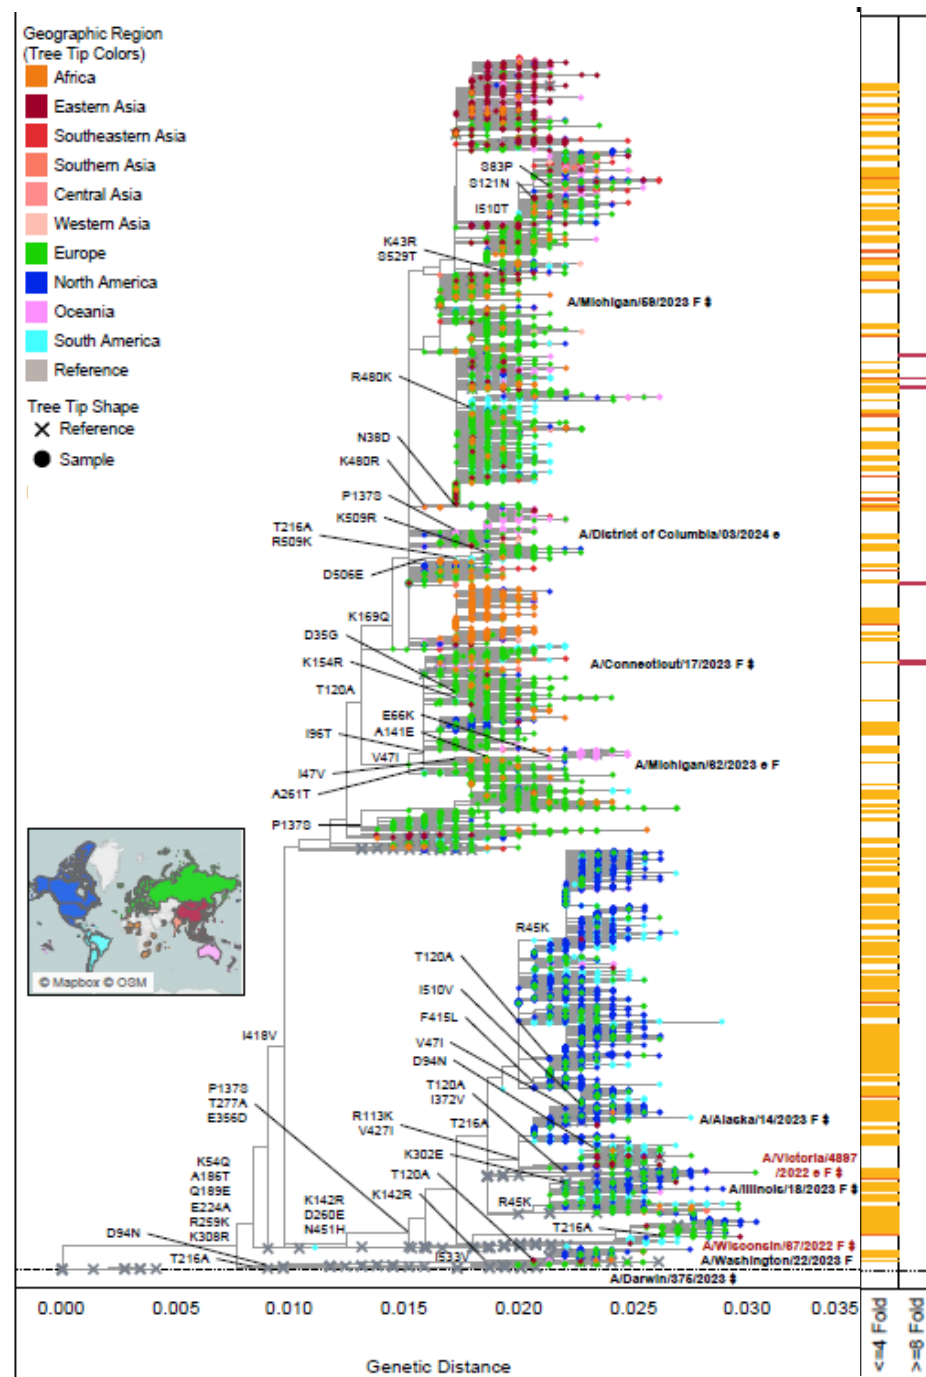 Geographic Region
(Tree Tip Colors)
Africa
Eastern Asia
Southeastern Asia
Southern Asia
Central Asia
Western Asia
Europe
North America
Oceania
South America
Reference
Tree Tip Shape
Reference
Sample
S83P
S121N
I510T
K43R
S529T
A/Michigan/59/2023 F ‡
R480K
N38D
K480R
P137S
K509R
T216A
R509K
A/District of Columbia/03/2024 e
D506E
K169Q
D35G
K154R
A/Connecticut/17/2023 F ‡
T120A
E66K
I96T
A141E
V47I
A/Michigan/62/2023 e F
I47V
A261T
P137S
© Mapbox © OSM
R45K
T120A
I510V
F415L
I418V
V47I
D94N
P137S
T277A
E356D
T120A
I372V
R113K
V427I
T216A
A/Alaska/14/2023 F ‡
K302E
A/Victoria/4897
/2022 e F ‡
K54Q
A186T
Q189E
E224A
R259K
K308R
T120A
K142R
A/Illinois/18/2023 F ‡
K142R
D260E
N451H
R45K
T216A
D94N
A/Wisconsin/67/2022 F ‡
T216A
I533V
A/Washington/22/2023 F
A/Darwin/376/2023 ‡
0.000 0.005 0.010 0.015 0.020 0.025 0.030 0.035
Genetic Distance
<=4 Fold
>=8 Fold